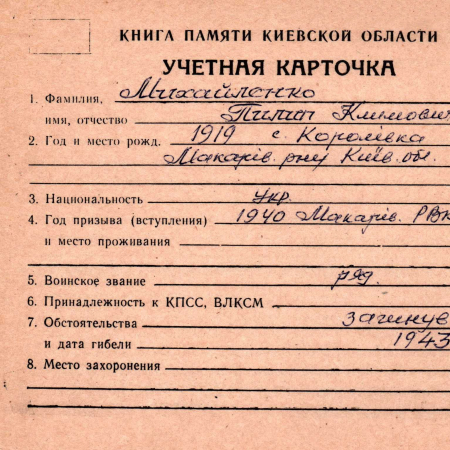 КНИГА ПАМЯТИ КИЕВСКОЙ ОБЛАСТИ
УЧЕТНАЯ КАРТОЧКА
1. Фамилия, Михайленко
имя, отчество Пилип Климович
2. Год и место рожд. 1919 с. Королівка
Макарів. р-ну Київ. обл.
3. Национальность укр.
4. Год призыва (вступления) 1940 Макарів. РВК
и место проживания
5. Воинское звание ряд.
6. Принадлежность к КПСС, ВЛКСМ
7. Обстоятельства загинув
и дата гибели 1943
8. Место захоронения